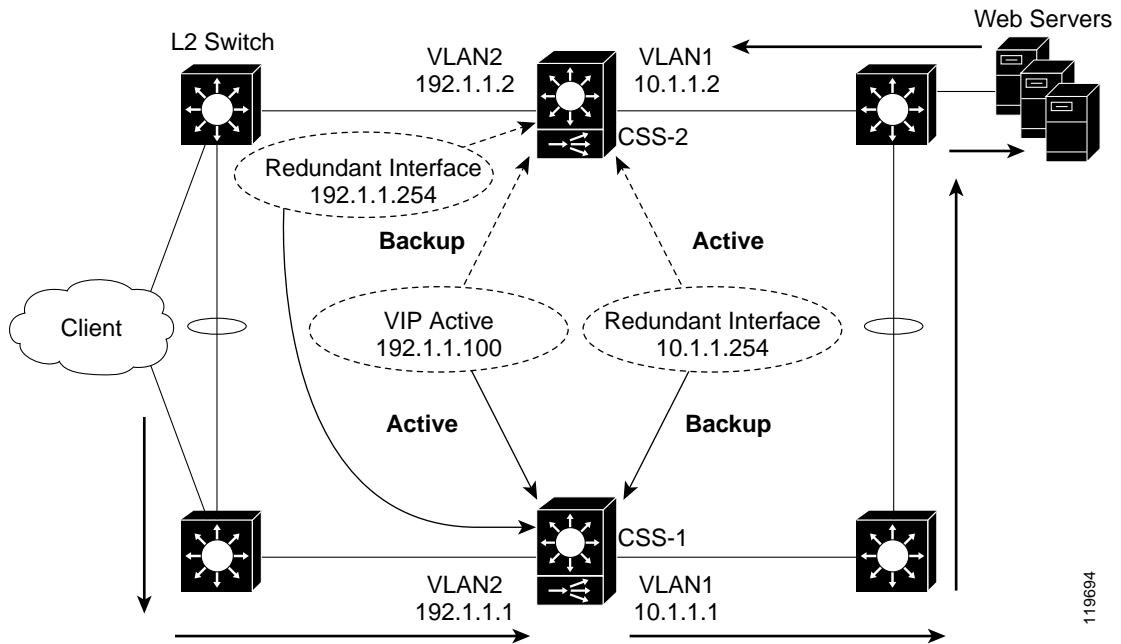 Web Servers
L2 Switch
VLAN2
192.1.1.2
VLAN1
10.1.1.2
CSS-2
Redundant Interface
192.1.1.254
Backup
Active
Client
VIP Active
192.1.1.100
Redundant Interface
10.1.1.254
Active
Backup
CSS-1
VLAN2
192.1.1.1
VLAN1
10.1.1.1
119694